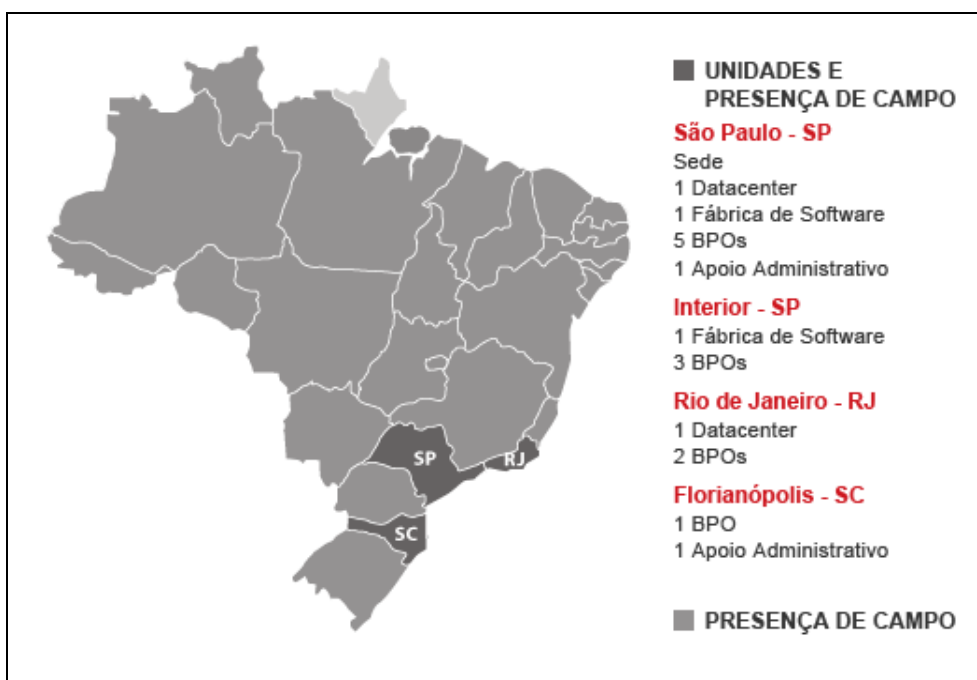 UNIDADES E
PRESENÇA DE CAMPO
São Paulo - SP
Sede
1 Datacenter
1 Fábrica de Software
5 BPOs
1 Apoio Administrativo
Interior - SP
1 Fábrica de Software
3 BPOs
Rio de Janeiro - RJ
1 Datacenter
2 BPOs
Florianópolis - SC
1 BPO
1 Apoio Administrativo
PRESENÇA DE CAMPO
SP
RJ
SC